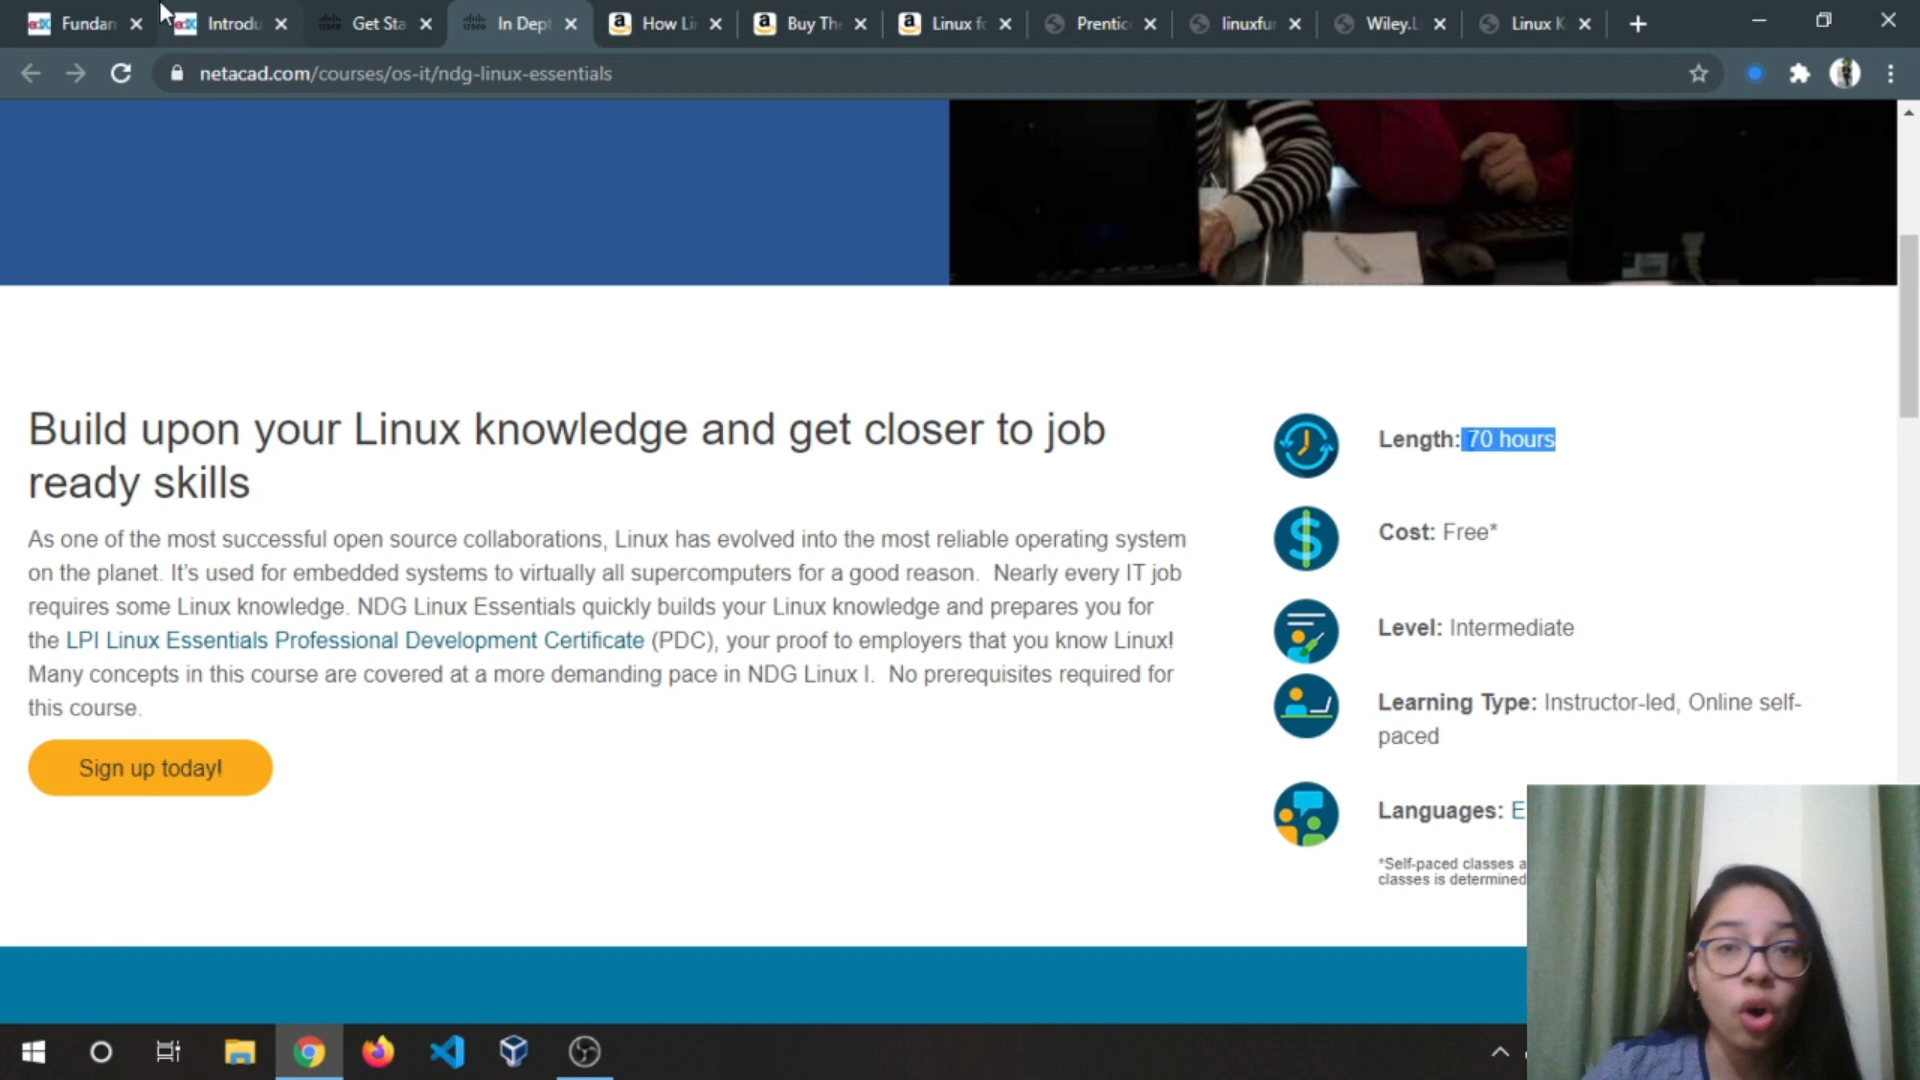 edX Fundam
edX Introdu
Get Sta
In Dept
How Li
Buy The
Linux fo
Prentic
linuxfu
Wiley.L
Linux K
netacad.com/courses/os-it/ndg-linux-essentials
Build upon your Linux knowledge and get closer to job
ready skills
As one of the most successful open source collaborations, Linux has evolved into the most reliable operating system
on the planet. It’s used for embedded systems to virtually all supercomputers for a good reason.  Nearly every IT job
requires some Linux knowledge. NDG Linux Essentials quickly builds your Linux knowledge and prepares you for
the LPI Linux Essentials Professional Development Certificate (PDC), your proof to employers that you know Linux!
Many concepts in this course are covered at a more demanding pace in NDG Linux I.  No prerequisites required for
this course.
Sign up today!
Length: 70 hours
Cost: Free*
Level: Intermediate
Learning Type: Instructor-led, Online self-
paced
Languages: E
*Self-paced classes a
classes is determined